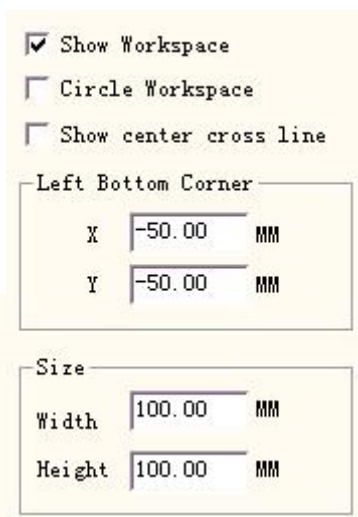 Show Workspace
Circle Workspace
Show center cross line
Left Bottom Corner
X -50.00 MM
Y -50.00 MM
Size
Width 100.00 MM
Height 100.00 MM